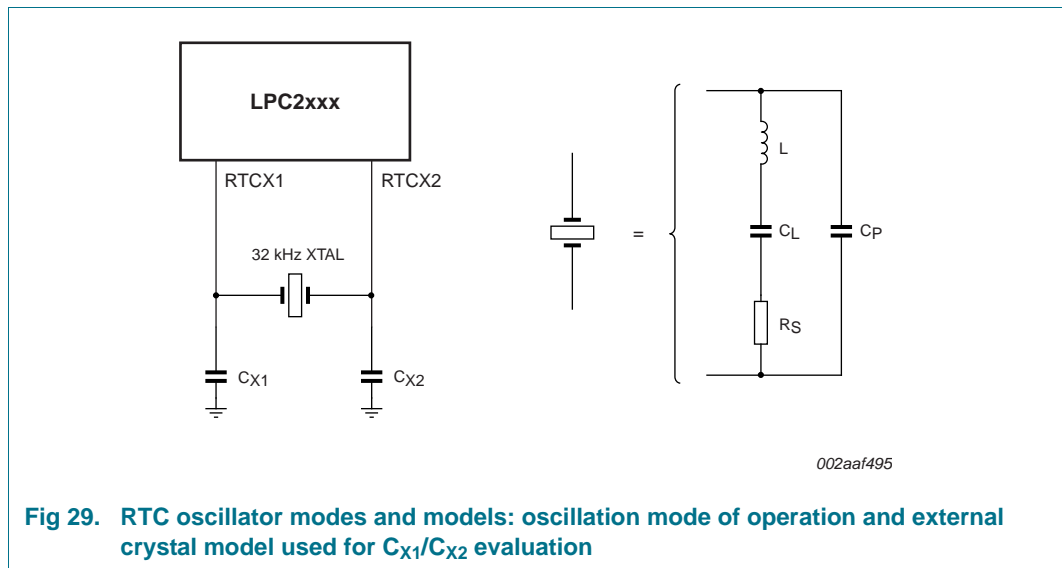 LPC2xxx
RTCX1
RTCX2
32 kHz XTAL
CX1
CX2
=
L
CL
CP
RS
002aaf495
Fig 29. RTC oscillator modes and models: oscillation mode of operation and external
crystal model used for CX1/CX2 evaluation